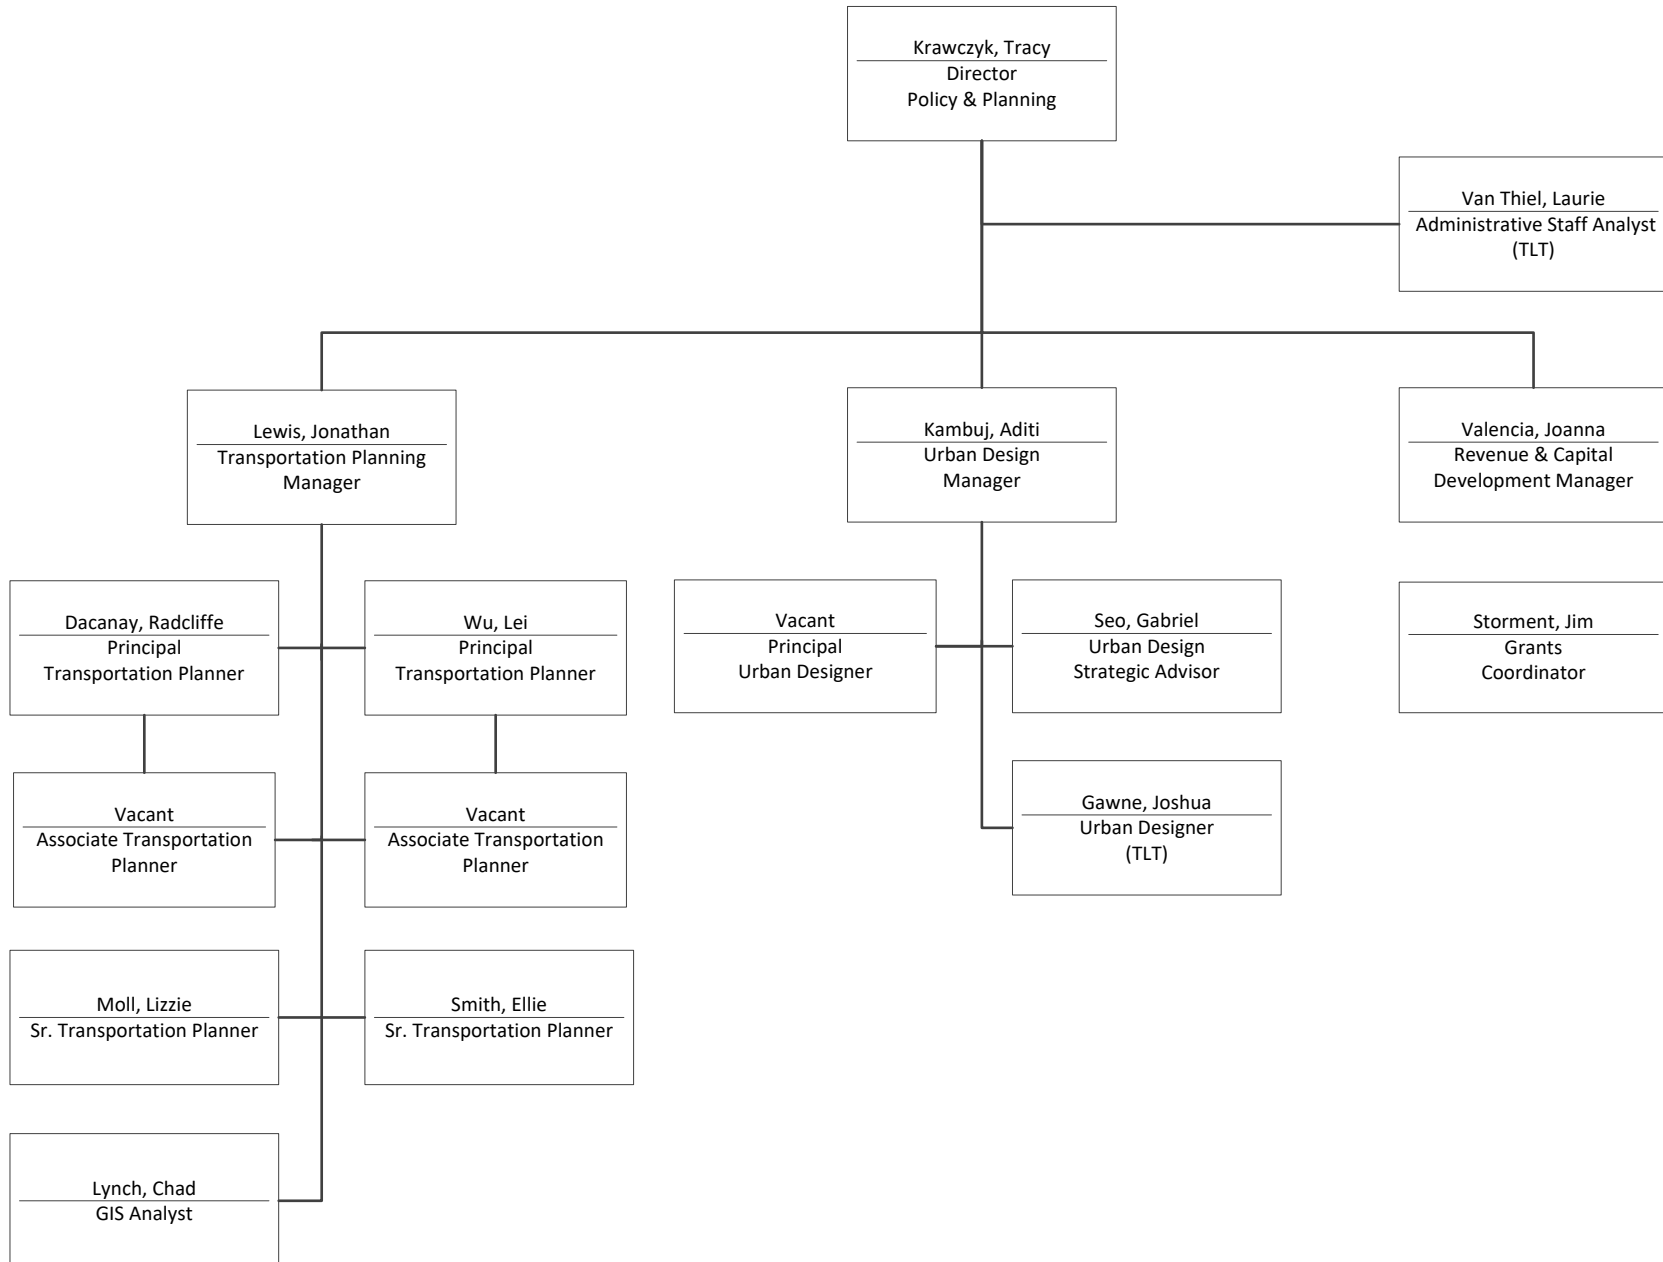 Krawczyk, Tracy
Director
Policy & Planning
Van Thiel, Laurie
Administrative Staff Analyst
(TLT)
Lewis, Jonathan
Transportation Planning
Manager
Kambuj, Aditi
Urban Design
Manager
Valencia, Joanna
Revenue & Capital
Development Manager
Dacanay, Radcliffe
Principal
Transportation Planner
Wu, Lei
Principal
Transportation Planner
Vacant
Principal
Urban Designer
Seo, Gabriel
Urban Design
Strategic Advisor
Storment, Jim
Grants
Coordinator
Vacant
Associate Transportation
Planner
Vacant
Associate Transportation
Planner
Gawne, Joshua
Urban Designer
(TLT)
Moll, Lizzie
Sr. Transportation Planner
Smith, Ellie
Sr. Transportation Planner
Lynch, Chad
GIS Analyst